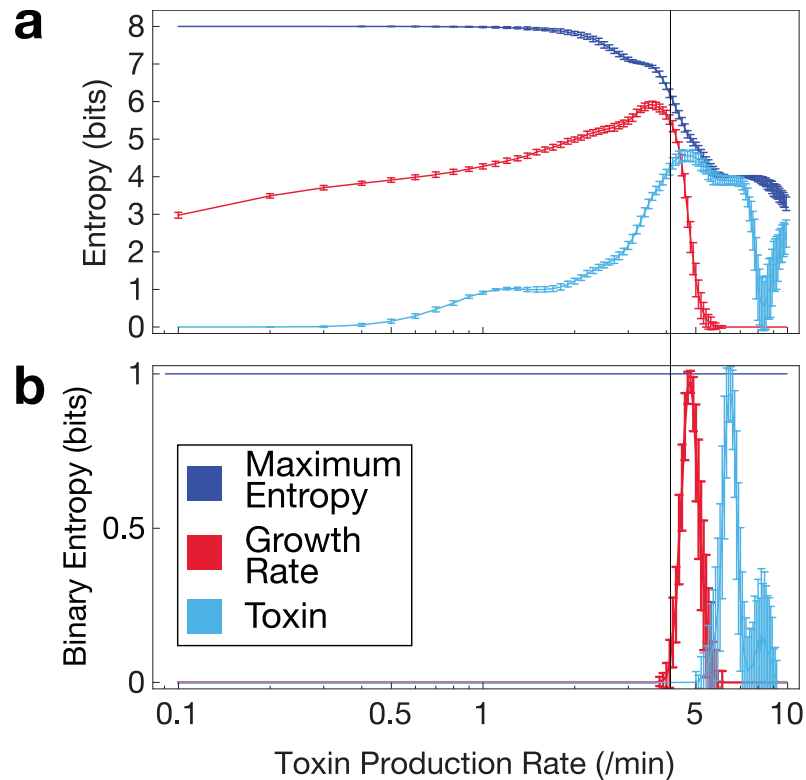 a
8
7
6
5
4
3
2
1
0
Entropy (bits)
b
1
0.5
0
Binary Entropy (bits)
Maximum
Entropy
Growth
Rate
Toxin
0.1 0.5 1 5 10
Toxin Production Rate (/min)